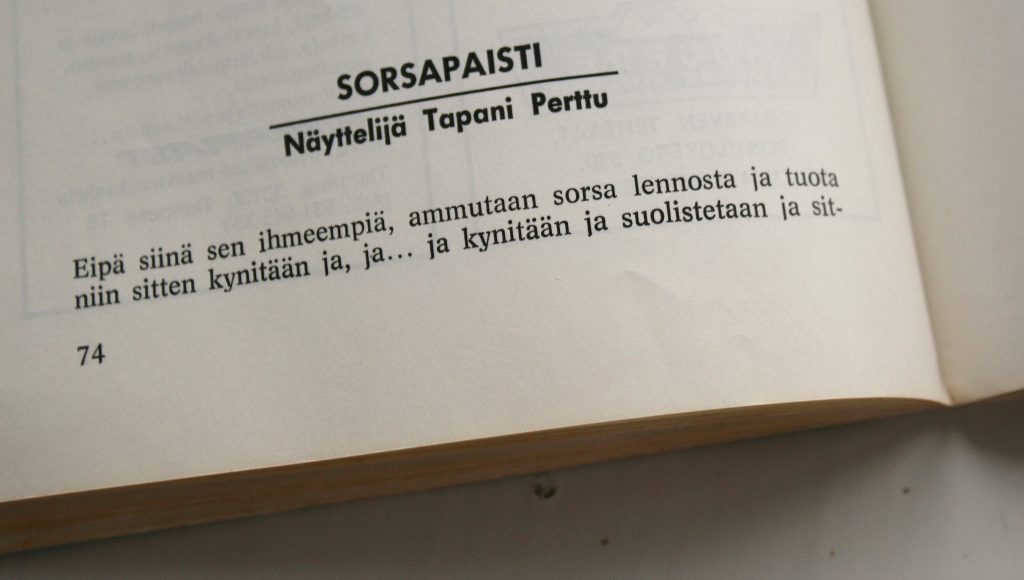 SORSAPAISTI
Näyttelijä Tapani Perttu
Eipä siinä sen ihmeempiä, ammutaan sorsa lennosta ja tuota
niin sitten kynitään ja, ja... ja kynitään ja suolistetaan ja sit-
74